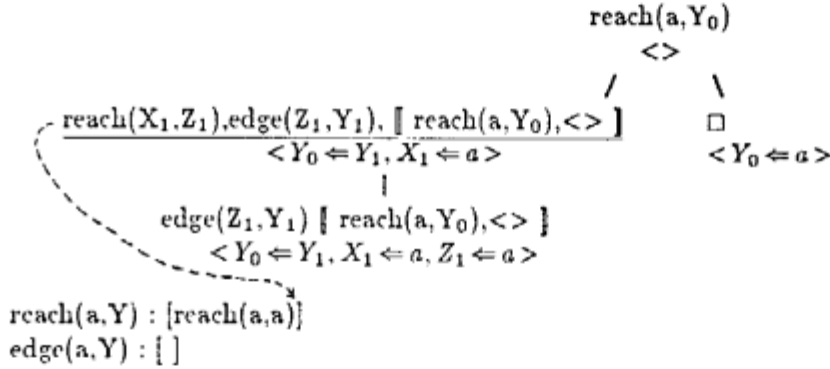 reach(a,Y₀)
<>
reach(X₁,Z₁),edge(Z₁,Y₁), ⟦ reach(a,Y₀),<> ⟧
□
< Y₀ ⇐ Y₁, X₁ ⇐ a >
< Y₀ ⇐ a >
edge(Z₁,Y₁) ⟦ reach(a,Y₀),<> ⟧
< Y₀ ⇐ Y₁, X₁ ⇐ a, Z₁ ⇐ a >
reach(a,Y) : [reach(a,a)]
edge(a,Y) : [ ]